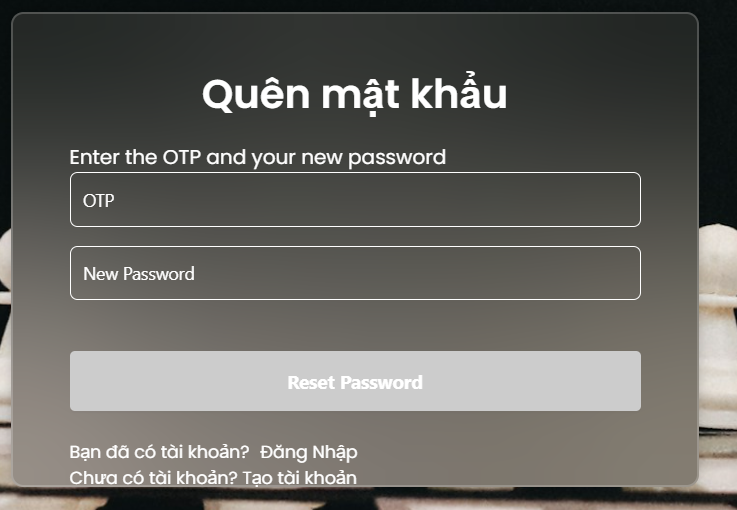 Quên mật khẩu
Enter the OTP and your new password
OTP
New Password
Reset Password
Bạn đã có tài khoản? Đăng Nhập
Chưa có tài khoản? Tạo tài khoản